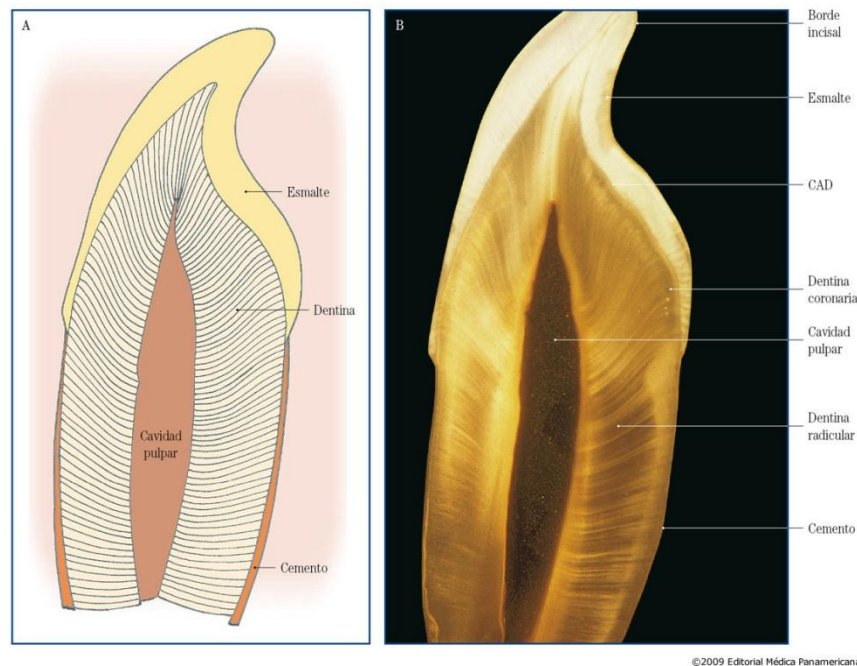 A
Esmalte
Dentina
Cavidad
pulpar
Cemento
B
Borde
incisal
Esmalte
CAD
Dentina
coronaria
Cavidad
pulpar
Dentina
radicular
Cemento
©2009 Editorial Médica Panamericana